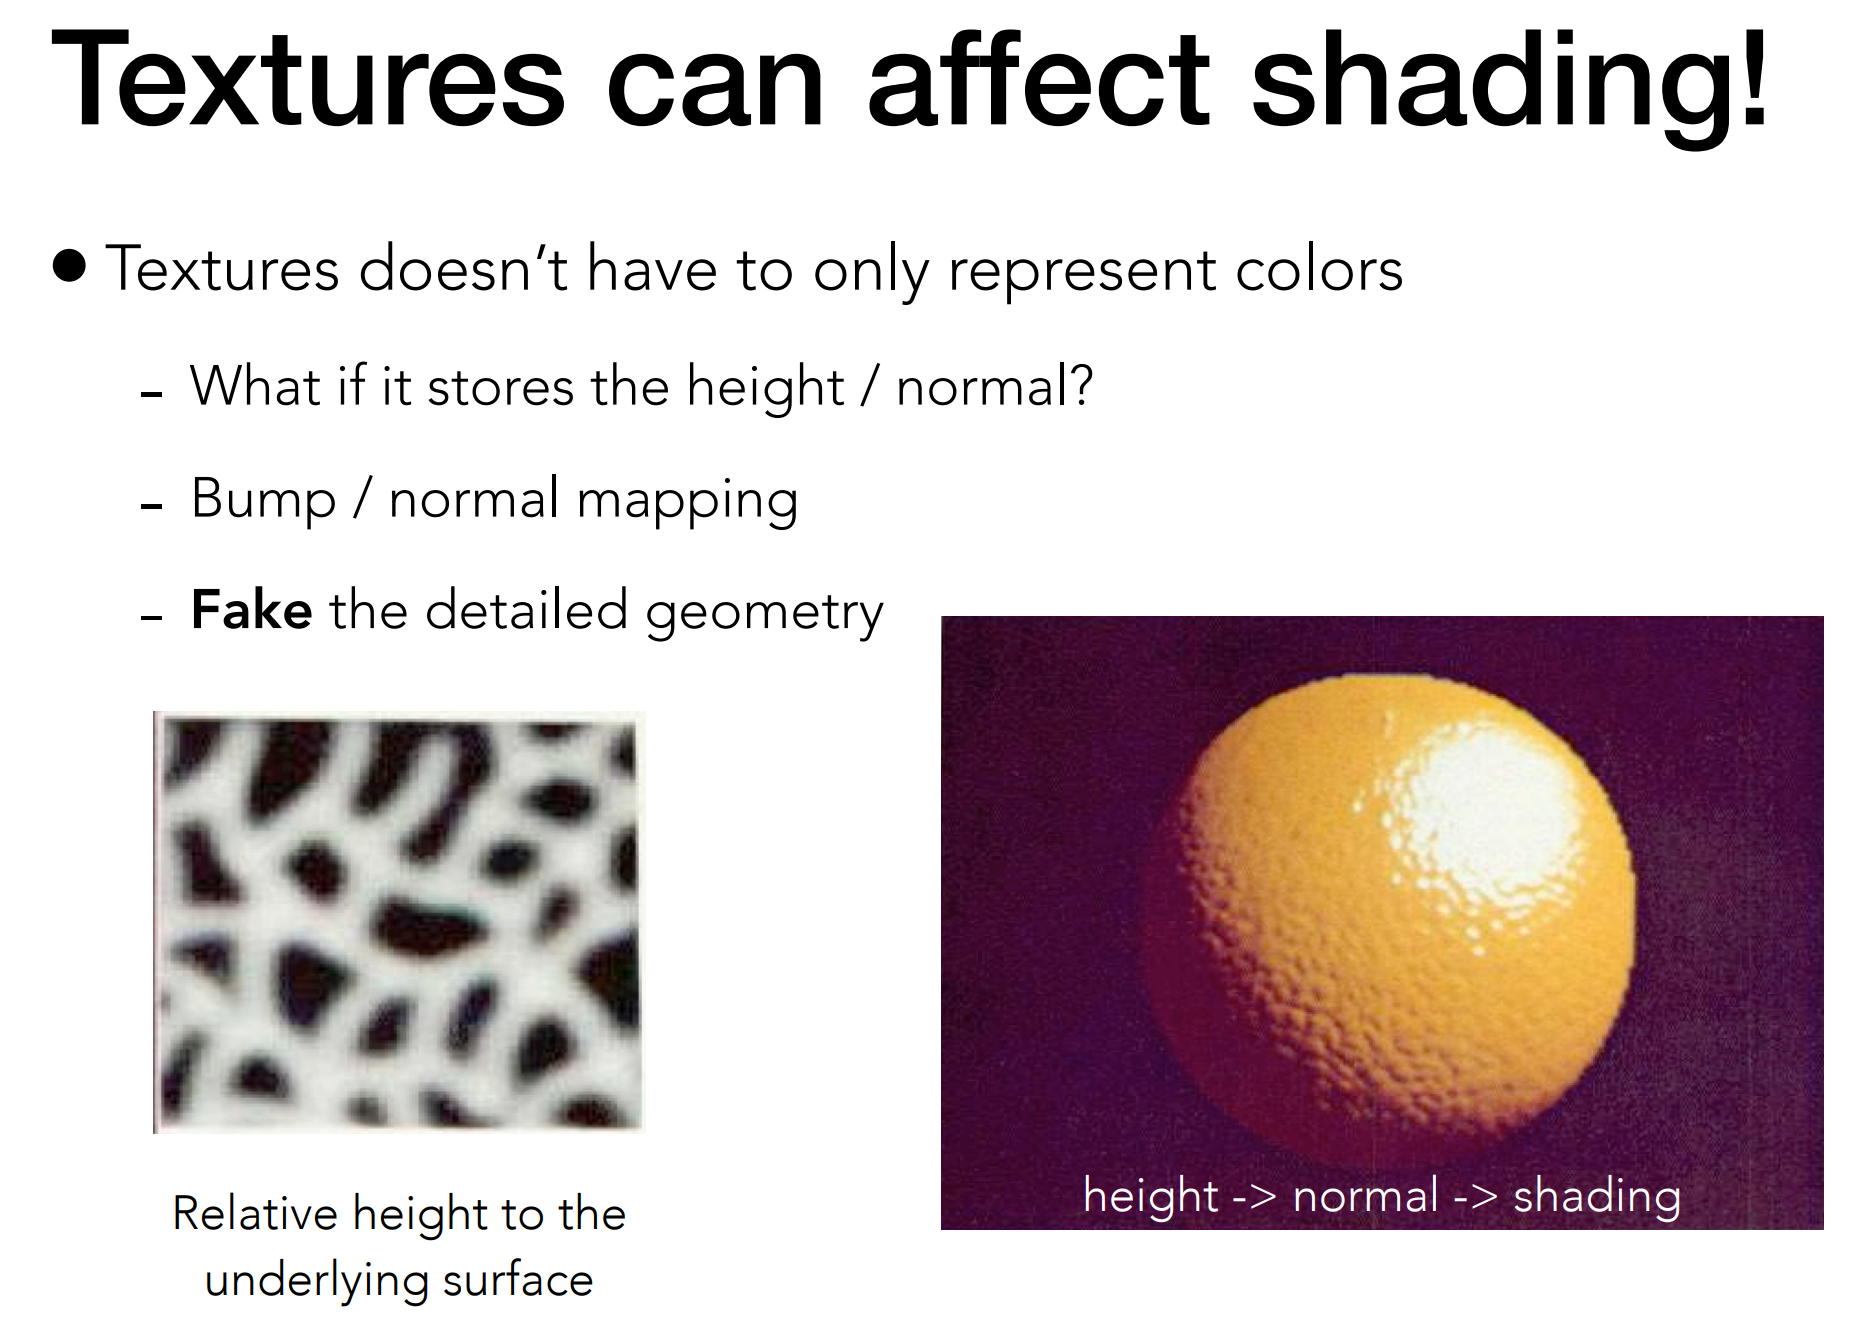 Textures can affect shading!
● Textures doesn’t have to only represent colors
– What if it stores the height / normal?
– Bump / normal mapping
– Fake the detailed geometry
Relative height to the
underlying surface
height -> normal -> shading